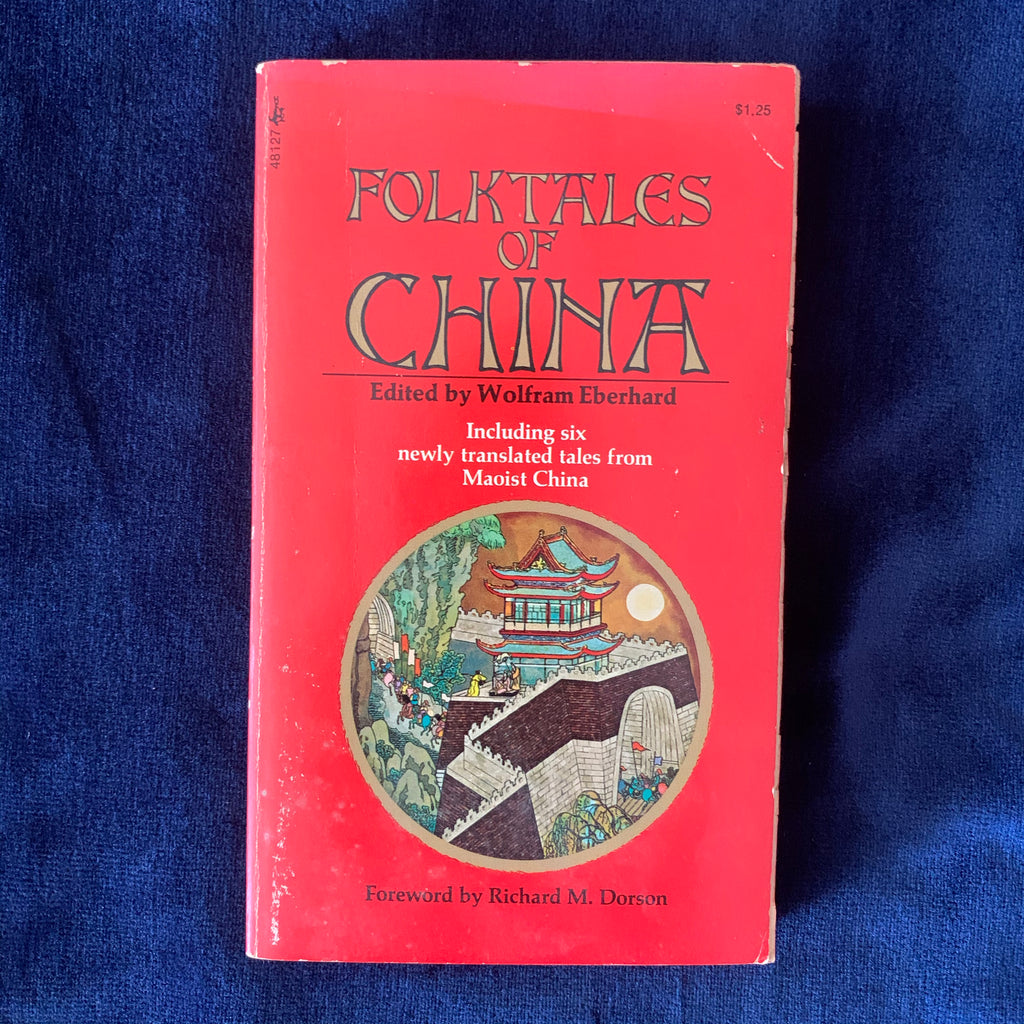 48127
$1.25
FOLKTALES
OF
CHINA
Edited by Wolfram Eberhard
Including six
newly translated tales from
Maoist China
Foreword by Richard M. Dorson